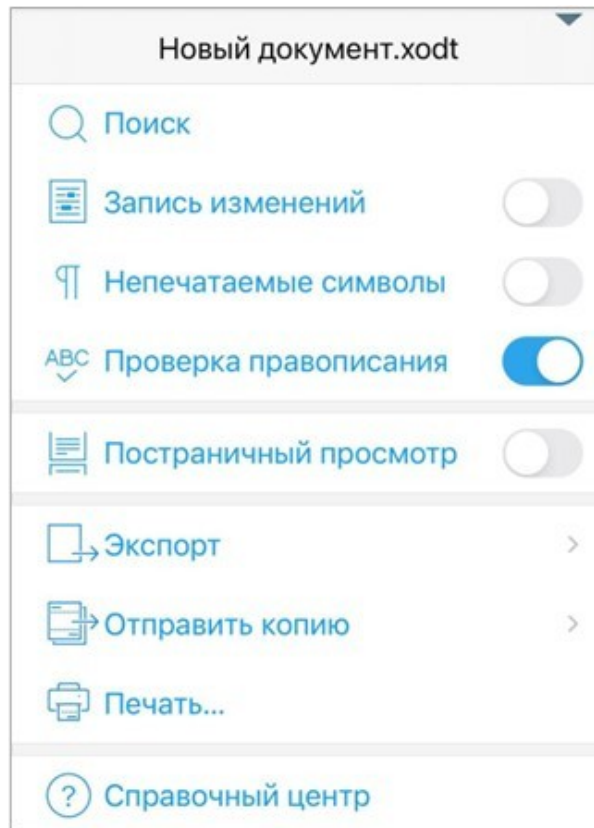 Новый документ.xodt
Поиск
Запись изменений
Непечатаемые символы
ABC Проверка правописания
Постраничный просмотр
Экспорт
Отправить копию
Печать...
? Справочный центр